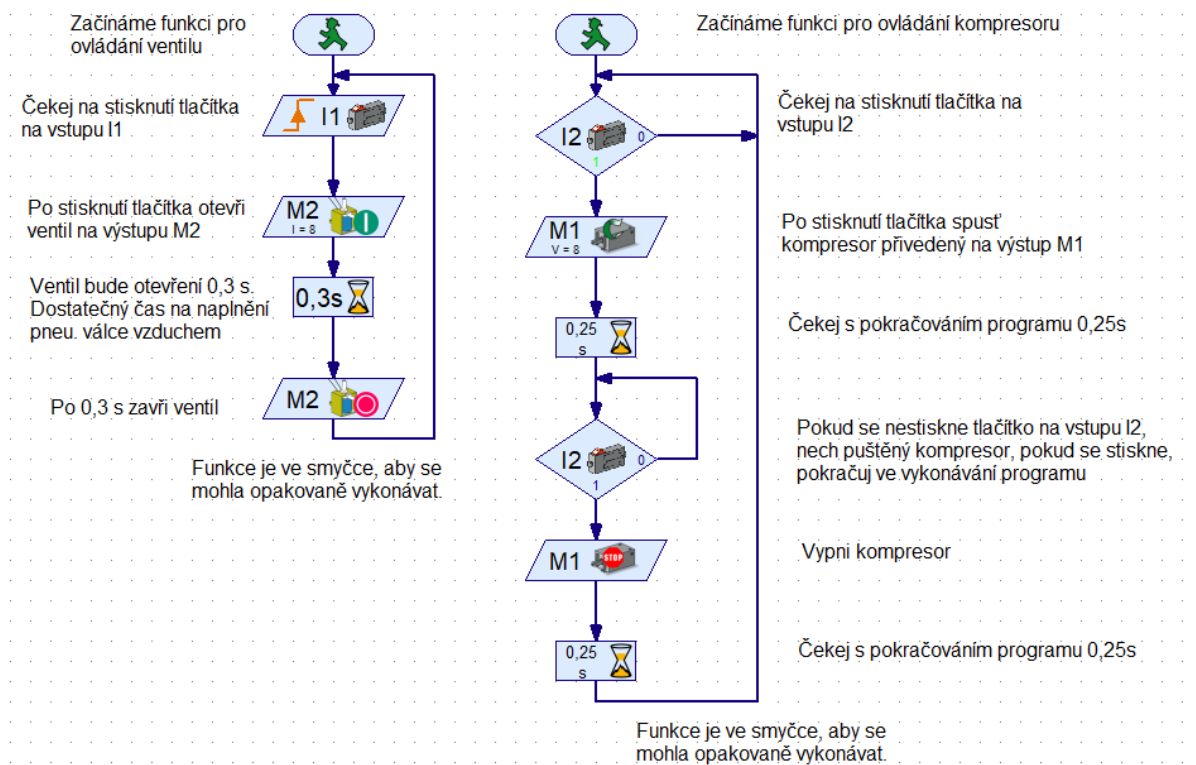 Začínáme funkci pro
ovládání ventilu
Čekej na stisknutí tlačítka
na vstupu I1
I1
Po stisknutí tlačítka otevři
ventil na výstupu M2
M2
I = 8
Ventil bude otevření 0,3 s.
Dostatečný čas na naplnění
pneu. válce vzduchem
0,3s
Po 0,3 s zavři ventil
M2
Funkce je ve smyčce, aby se
mohla opakovaně vykonávat.
Začínáme funkci pro ovládání kompresoru
I2
0
1
Čekej na stisknutí tlačítka na
vstupu I2
M1
V = 8
Po stisknutí tlačítka spusť
kompresor přivedený na výstup M1
0,25
s
Čekej s pokračováním programu 0,25s
I2
0
1
Pokud se nestiskne tlačítko na vstupu I2,
nech puštěný kompresor, pokud se stiskne,
pokračuj ve vykonávání programu
M1
STOP
Vypni kompresor
0,25
s
Čekej s pokračováním programu 0,25s
Funkce je ve smyčce, aby se
mohla opakovaně vykonávat.